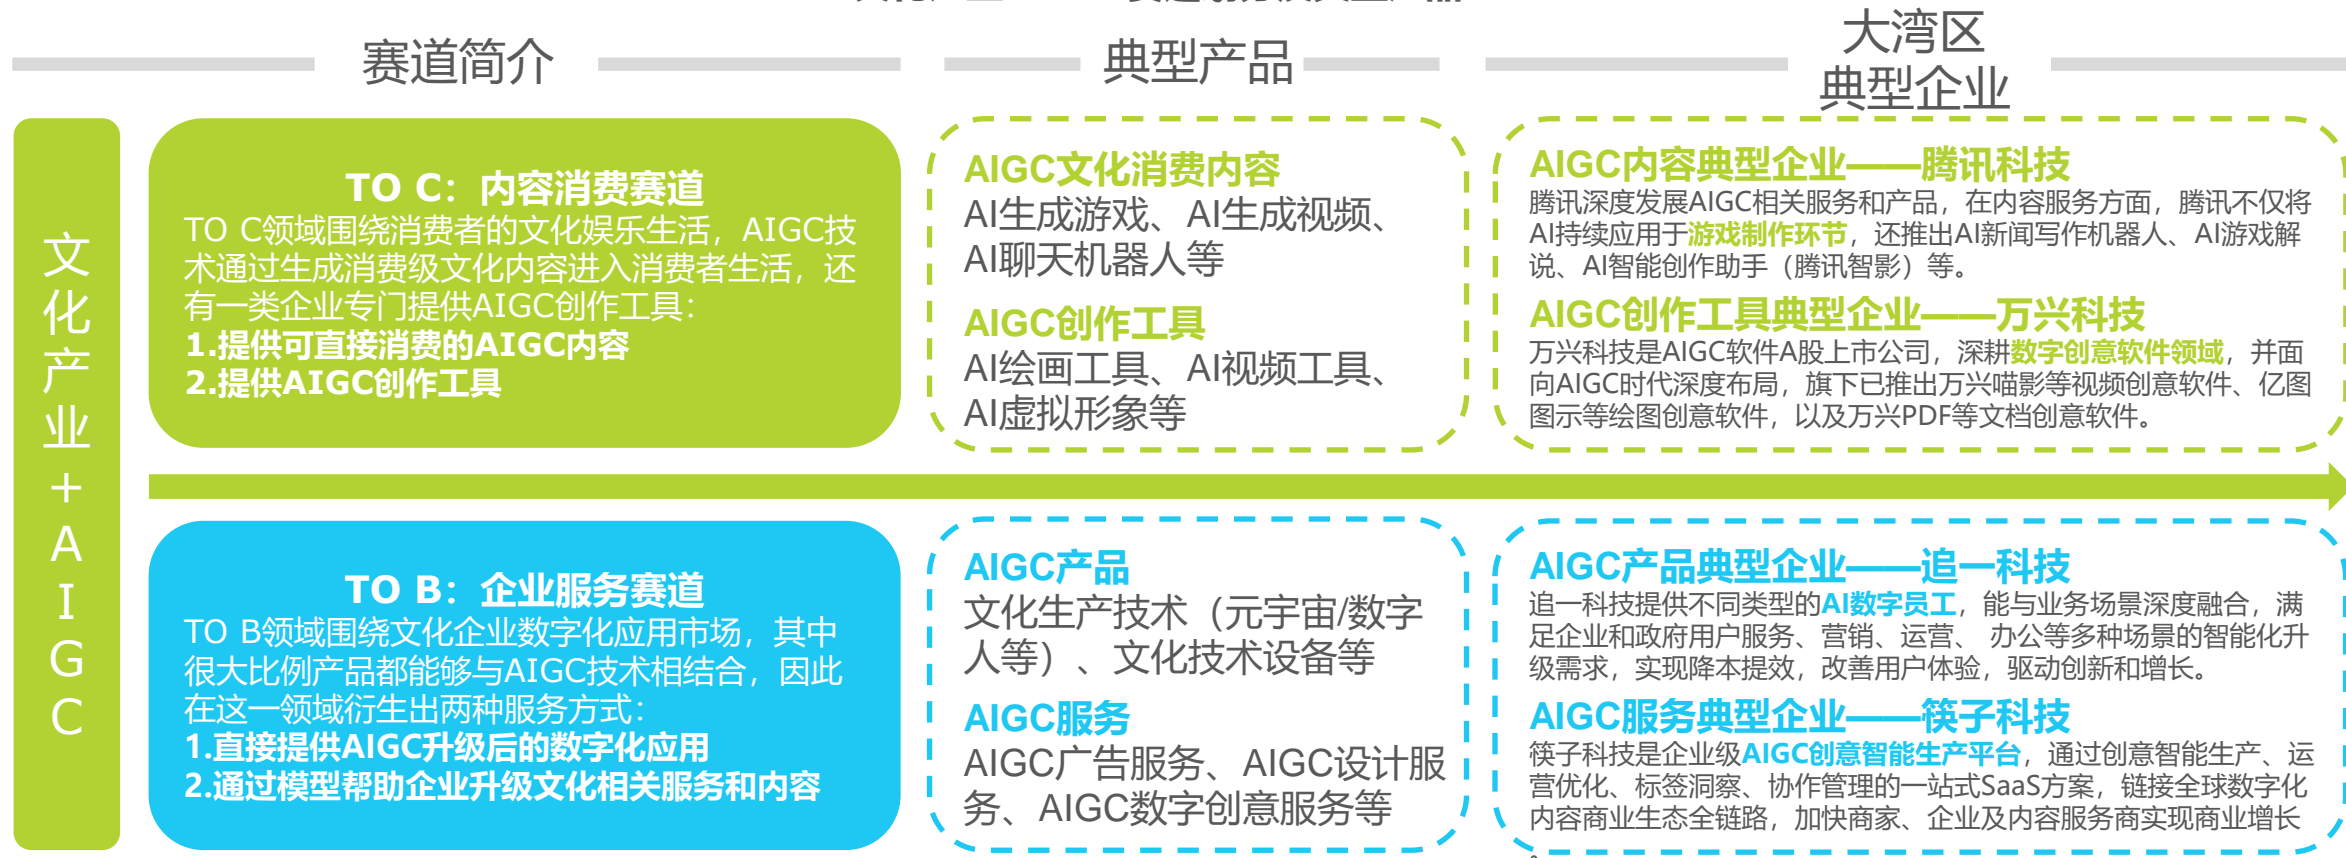 赛道简介
典型产品
大湾区
典型企业
文化产业+AIGC
TO C：内容消费赛道
TO C领域围绕消费者的文化娱乐生活，AIGC技
术通过生成消费级文化内容进入消费者生活，还
有一类企业专门提供AIGC创作工具：
1.提供可直接消费的AIGC内容
2.提供AIGC创作工具
AIGC文化消费内容
AI生成游戏、AI生成视频、
AI聊天机器人等
AIGC创作工具
AI绘画工具、AI视频工具、
AI虚拟形象等
AIGC内容典型企业——腾讯科技
腾讯深度发展AIGC相关服务和产品，在内容服务方面，腾讯不仅将
AI持续应用于游戏制作环节，还推出AI新闻写作机器人、AI游戏解
说、AI智能创作助手（腾讯智影）等。
AIGC创作工具典型企业——万兴科技
万兴科技是AIGC软件A股上市公司，深耕数字创意软件领域，并面
向AIGC时代深度布局，旗下已推出万兴喵影等视频创意软件、亿图
图示等绘图创意软件，以及万兴PDF等文档创意软件。
TO B：企业服务赛道
TO B领域围绕文化企业数字化应用市场，其中
很大比例产品都能够与AIGC技术相结合，因此
在这一领域衍生出两种服务方式：
1.直接提供AIGC升级后的数字化应用
2.通过模型帮助企业升级文化相关服务和内容
AIGC产品
文化生产技术（元宇宙/数字
人等）、文化技术设备等
AIGC服务
AIGC广告服务、AIGC设计服
务、AIGC数字创意服务等
AIGC产品典型企业——追一科技
追一科技提供不同类型的AI数字员工，能与业务场景深度融合，满
足企业和政府用户服务、营销、运营、 办公等多种场景的智能化升
级需求，实现降本提效，改善用户体验，驱动创新和增长。
AIGC服务典型企业——筷子科技
筷子科技是企业级AIGC创意智能生产平台，通过创意智能生产、运
营优化、标签洞察、协作管理的一站式SaaS方案，链接全球数字化
内容商业生态全链路，加快商家、企业及内容服务商实现商业增长
。